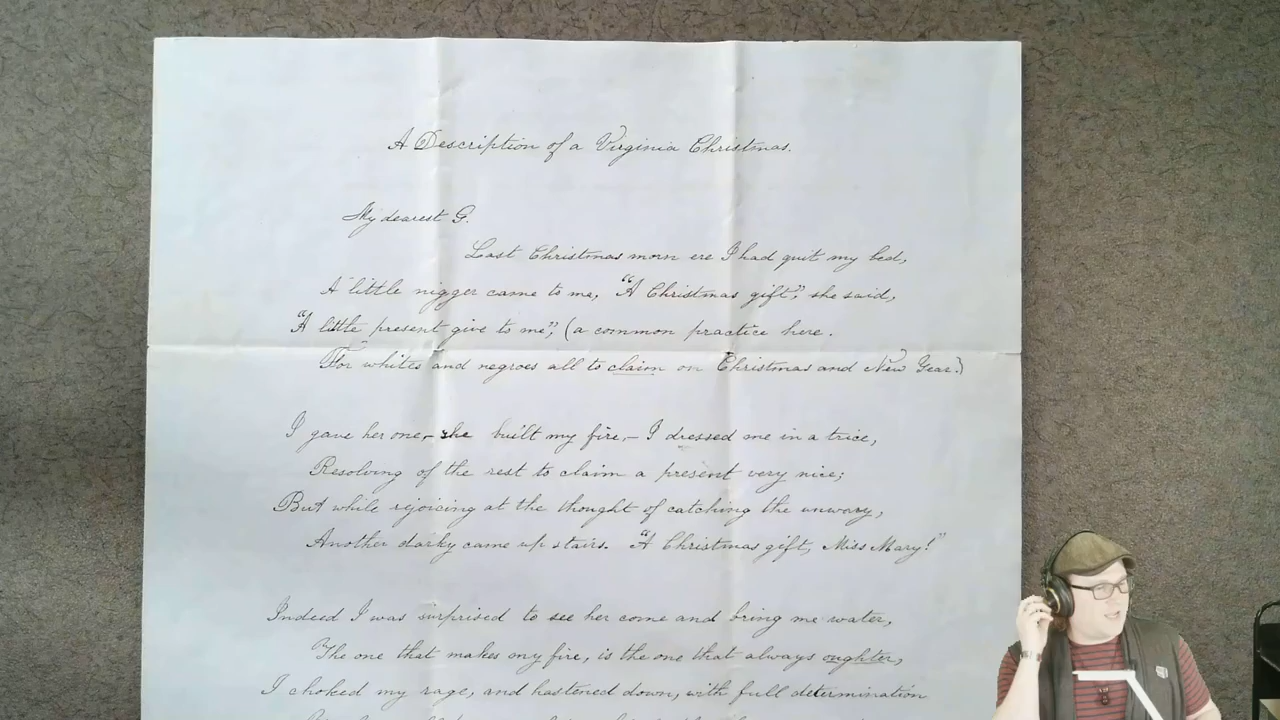 A Description of a Virginia Christmas.
My dearest G.
Last Christmas morn ere I had quit my bed,
A little nigger came to me, "A Christmas gift", she said,
"A little present give to me"; (a common practice here.
For whites and negroes all to claim on Christmas and New Year.)
I gave her one,– she built my fire,– I dressed me in a trice,
Resolving of the rest to claim a present very nice;
But while rejoicing at the thought of catching the unwary,
Another darky came up stairs. "A Christmas gift, Miss Mary!"
Indeed I was surprised to see her come and bring me water,
The one that makes my fire, is the one that always oughter,
I choked my rage, and hastened down, with full determination